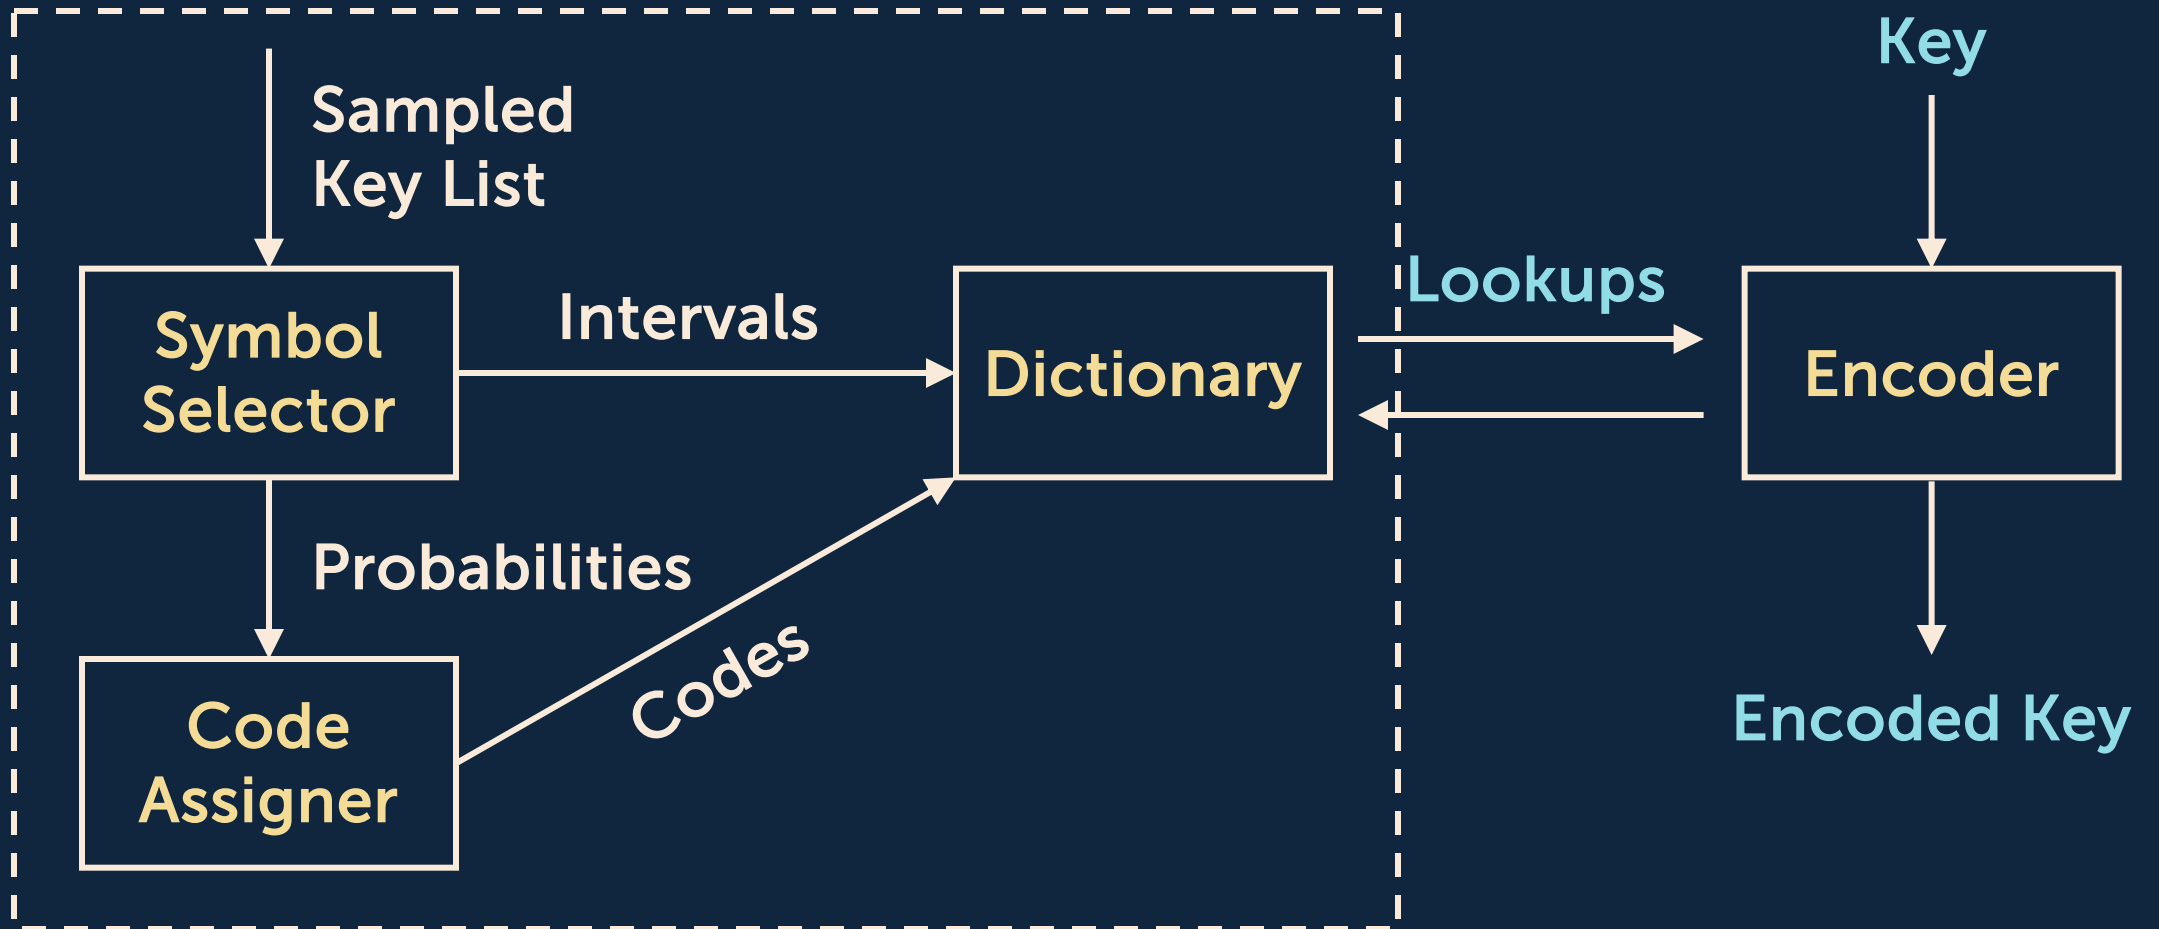 Key
Sampled
Key List
Lookups
Intervals
Symbol
Selector
Dictionary
Encoder
Probabilities
Codes
Code
Assigner
Encoded Key